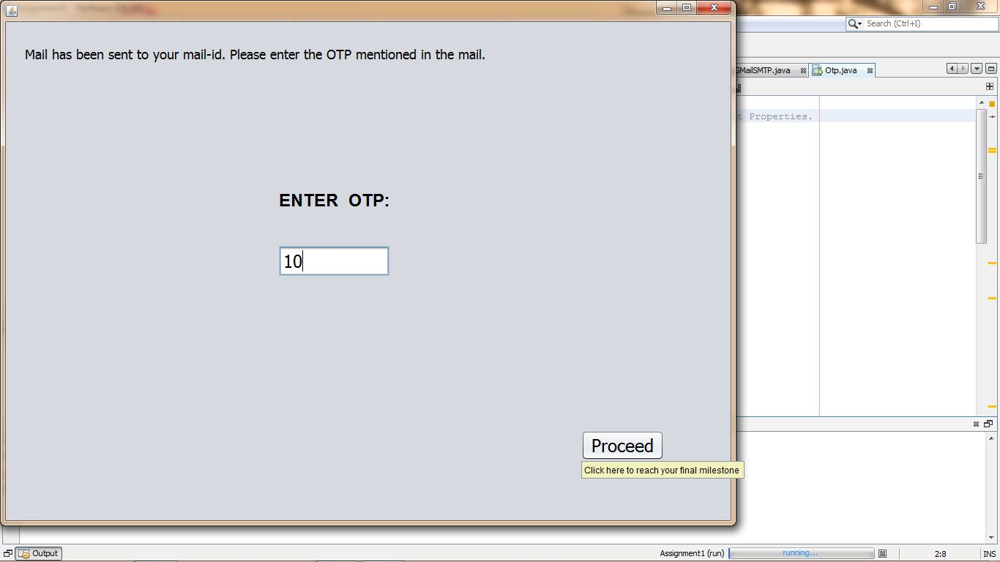 Search (Ctrl+I)
Mail has been sent to your mail-id. Please enter the OTP mentioned in the mail.
GMailSMTP.java
Otp.java
t Properties.
ENTER OTP:
10
Proceed
Click here to reach your final milestone
Output
Assignment1 (run)
running...
2:8
INS